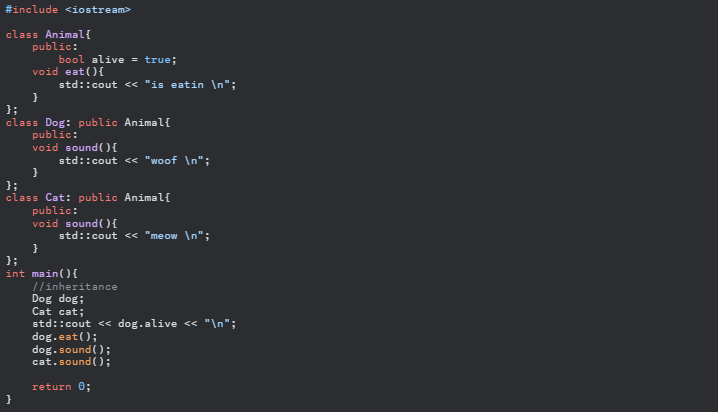 #include <iostream>

class Animal{
    public:
        bool alive = true;
    void eat(){
        std::cout << "is eatin \n";
    }
};
class Dog: public Animal{
    public:
    void sound(){
        std::cout << "woof \n";
    }
};
class Cat: public Animal{
    public:
    void sound(){
        std::cout << "meow \n";
    }
};
int main(){
    //inheritance
    Dog dog;
    Cat cat;
    std::cout << dog.alive << "\n";
    dog.eat();
    dog.sound();
    cat.sound();

    return 0;
}